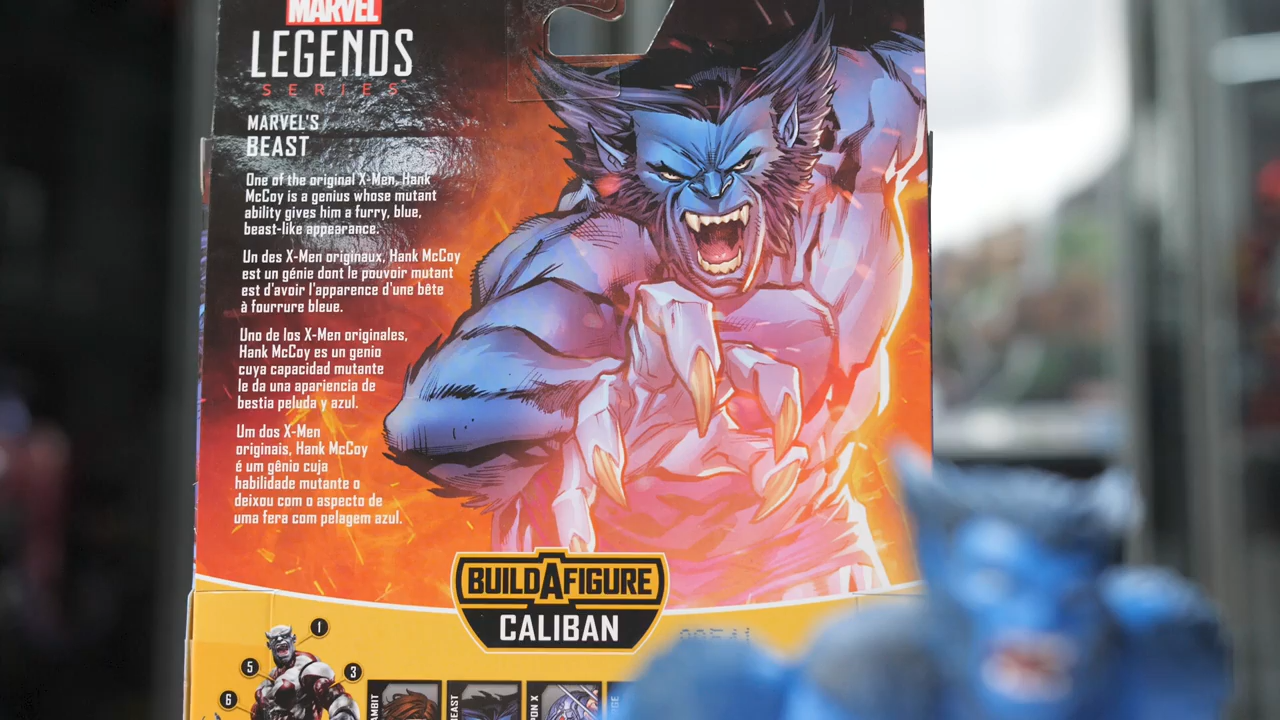 MARVEL
LEGENDS
SERIES
MARVEL'S
BEAST
One of the original X-Men, Hank
McCoy is a genius whose mutant
ability gives him a furry, blue,
beast-like appearance.
Un des X-Men originaux, Hank McCoy
est un génie dont le pouvoir mutant
est d'avoir l'apparence d'une bête
à fourrure bleue.
Uno de los X-Men originales,
Hank McCoy es un genio
cuya capacidad mutante
le da una apariencia de
bestia peluda y azul.
Um dos X-Men
originais, Hank McCoy
é um gênio cuja
habilidade mutante o
deixou com o aspecto de
uma fera com pelagem azul.
BUILDAFIGURE
CALIBAN
1
5
3
6